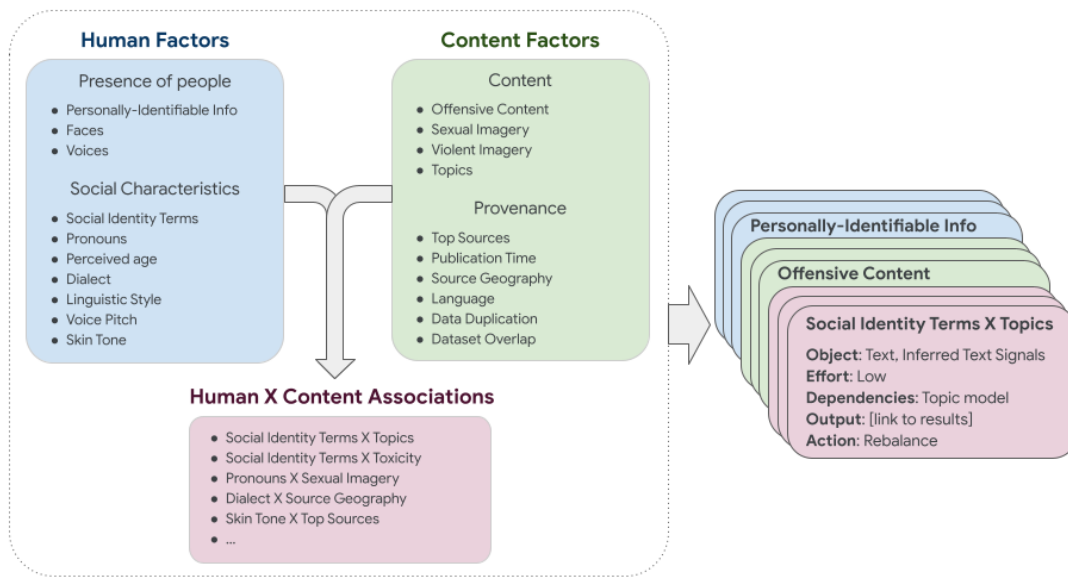 Human Factors
Presence of people
● Personally-Identifiable Info
● Faces
● Voices
Social Characteristics
● Social Identity Terms
● Pronouns
● Perceived age
● Dialect
● Linguistic Style
● Voice Pitch
● Skin Tone
Content Factors
Content
● Offensive Content
● Sexual Imagery
● Violent Imagery
● Topics
Provenance
● Top Sources
● Publication Time
● Source Geography
● Language
● Data Duplication
● Dataset Overlap
Human X Content Associations
● Social Identity Terms X Topics
● Social Identity Terms X Toxicity
● Pronouns X Sexual Imagery
● Dialect X Source Geography
● Skin Tone X Top Sources
● ...
Personally-Identifiable Info
Offensive Content
Social Identity Terms X Topics
Object: Text, Inferred Text Signals
Effort: Low
Dependencies: Topic model
Output: [link to results]
Action: Rebalance